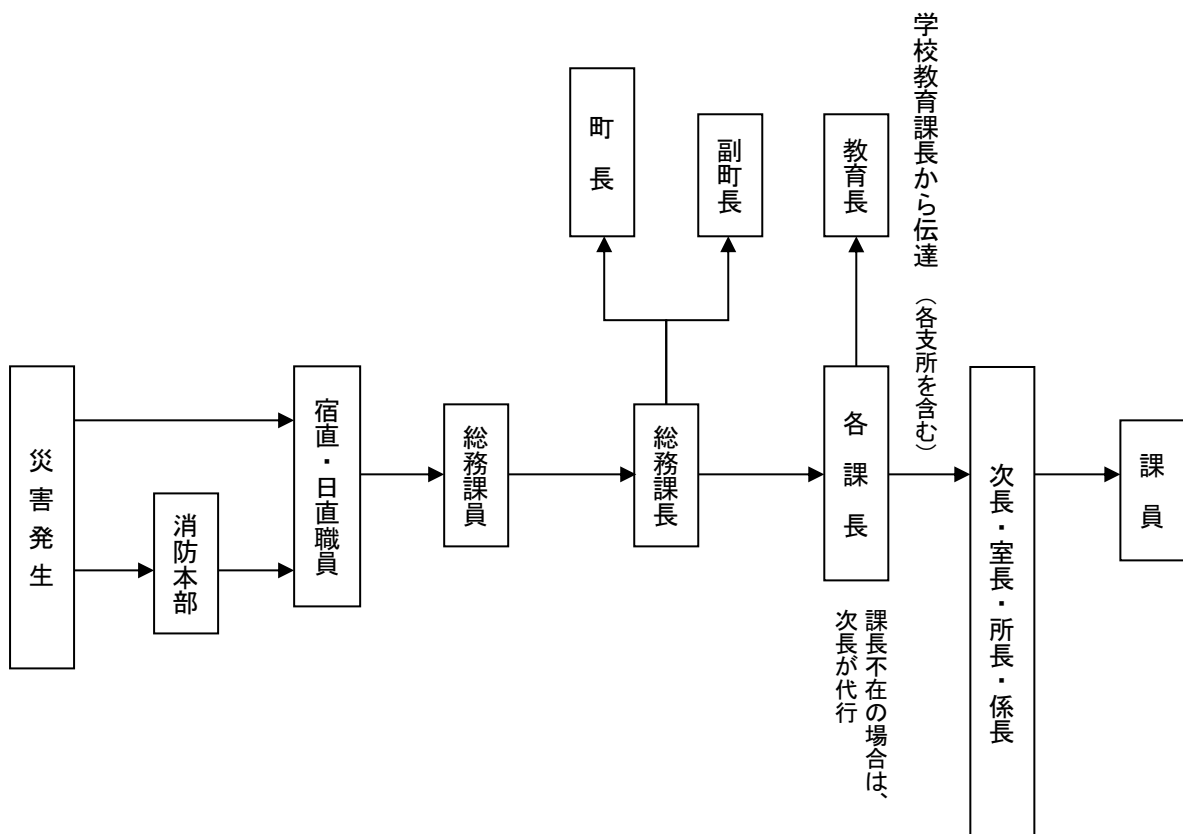 災害発生
消防本部
宿直・日直職員
総務課員
総務課長
町長
副町長
各課長
教育長
学校教育課長から伝達
（各支所を含む）
課長不在の場合は、
次長が代行
次長・室長・所長・係長
課員